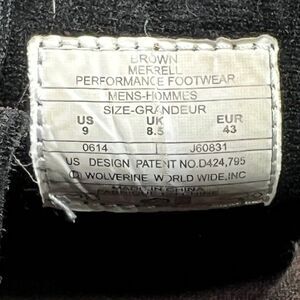 BROWN
MERRELL
PERFORMANCE FOOTWEAR
MENS-HOMMES
SIZE-GRANDEUR
US UK EUR
9 8.5 43
0614 J60831
US DESIGN PATENT NO.D424,795
WOLVERINE WORLD WIDE,INC
MADE IN CHINA